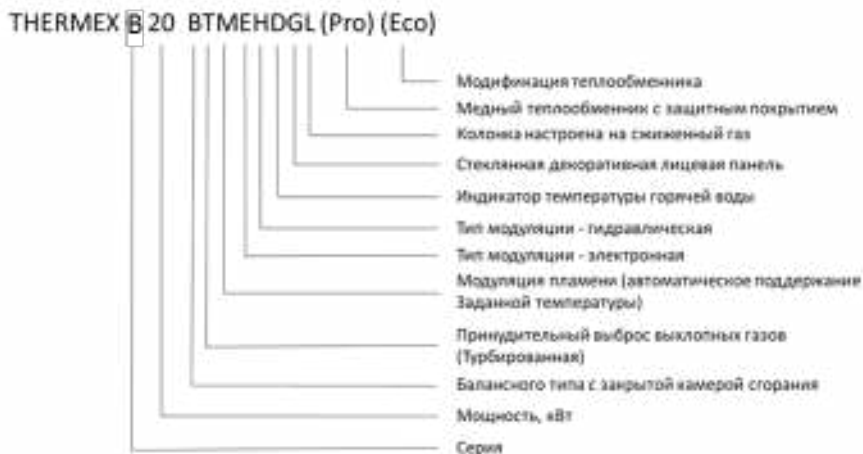 THERMEX B 20 BTMEHDGL (Pro) (Eco)
Модификация теплообменника
Медный теплообменник с защитным покрытием
Колонка настроена на сжиженный газ
Стеклянная декоративная лицевая панель
Индикатор температуры горячей воды
Тип модуляции - гидравлическая
Тип модуляции - электронная
Модуляция пламени (автоматическое поддержание
Заданной температуры)
Принудительный выброс выхлопных газов
(Турбированная)
Балансного типа с закрытой камерой сгорания
Мощность, кВт
Серия